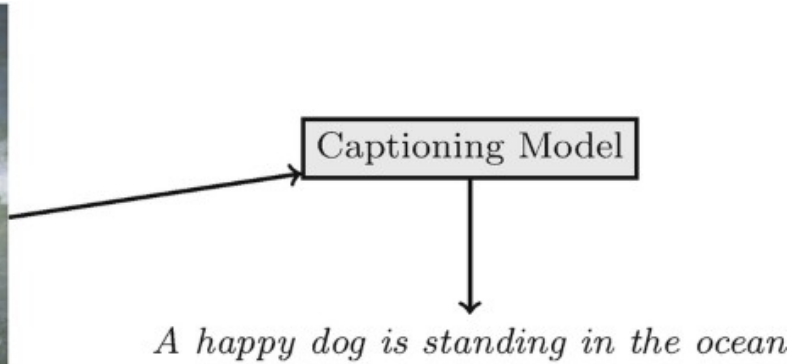 Captioning Model
A happy dog is standing in the ocean